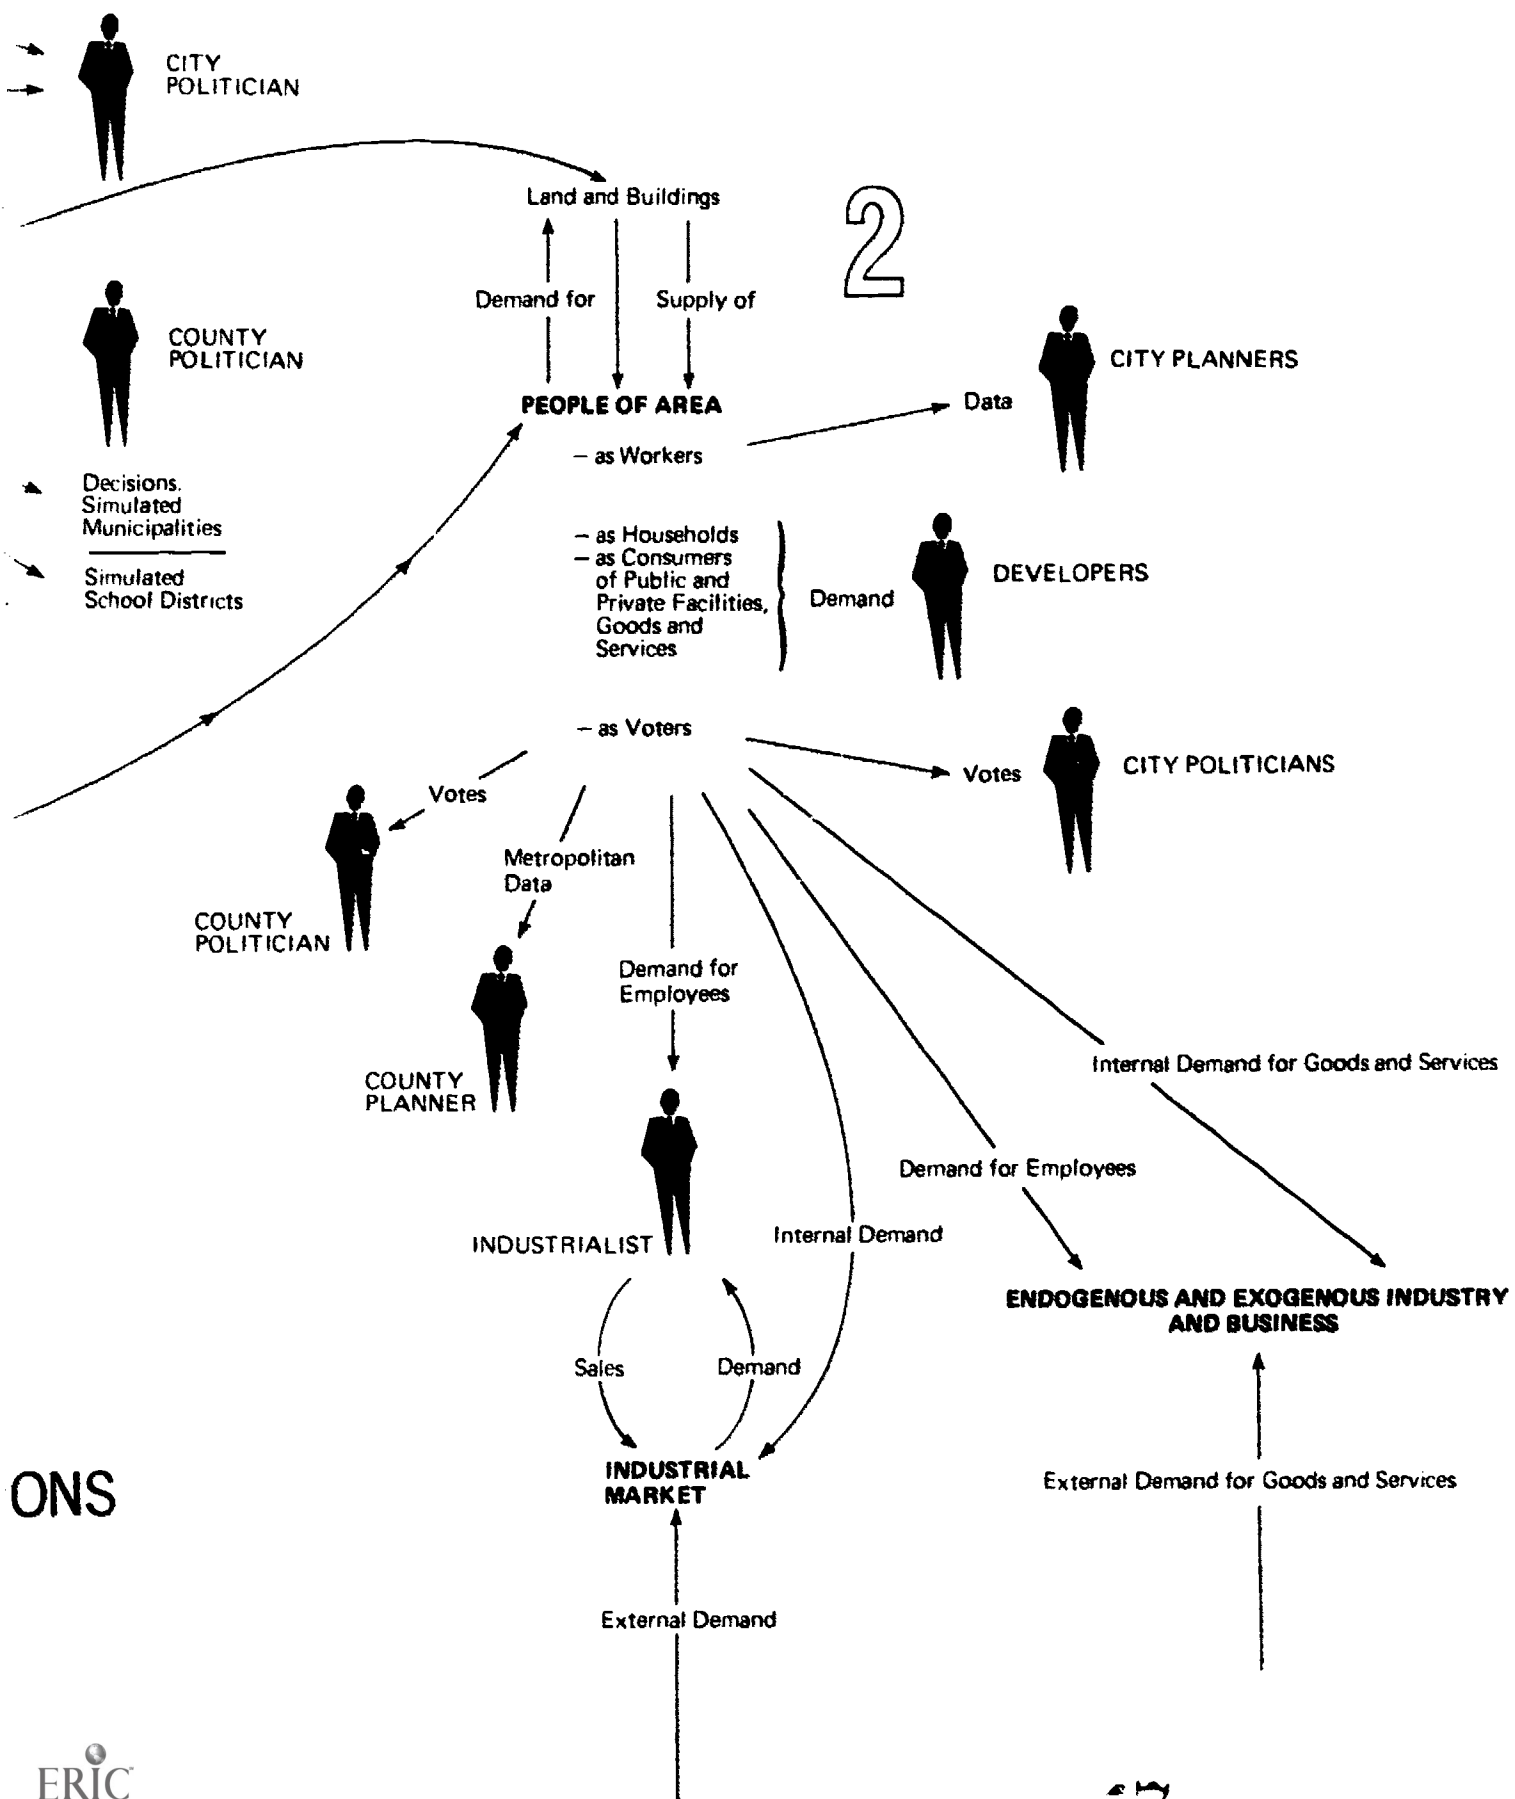 CITY
POLITICIAN
Land and Buildings
2
Demand for
Supply of
COUNTY
POLITICIAN
CITY PLANNERS
PEOPLE OF AREA
Data
– as Workers
Decisions.
Simulated
Municipalities
Simulated
School Districts
– as Households
– as Consumers
of Public and
Private Facilities,
Goods and
Services
Demand
DEVELOPERS
– as Voters
Votes
CITY POLITICIANS
Votes
COUNTY
POLITICIAN
Metropolitan
Data
COUNTY
PLANNER
Demand for
Employees
Internal Demand for Goods and Services
Demand for Employees
INDUSTRIALIST
Internal Demand
ENDOGENOUS AND EXOGENOUS INDUSTRY
AND BUSINESS
Sales
Demand
INDUSTRIAL
MARKET
External Demand for Goods and Services
ONS
External Demand
ERIC